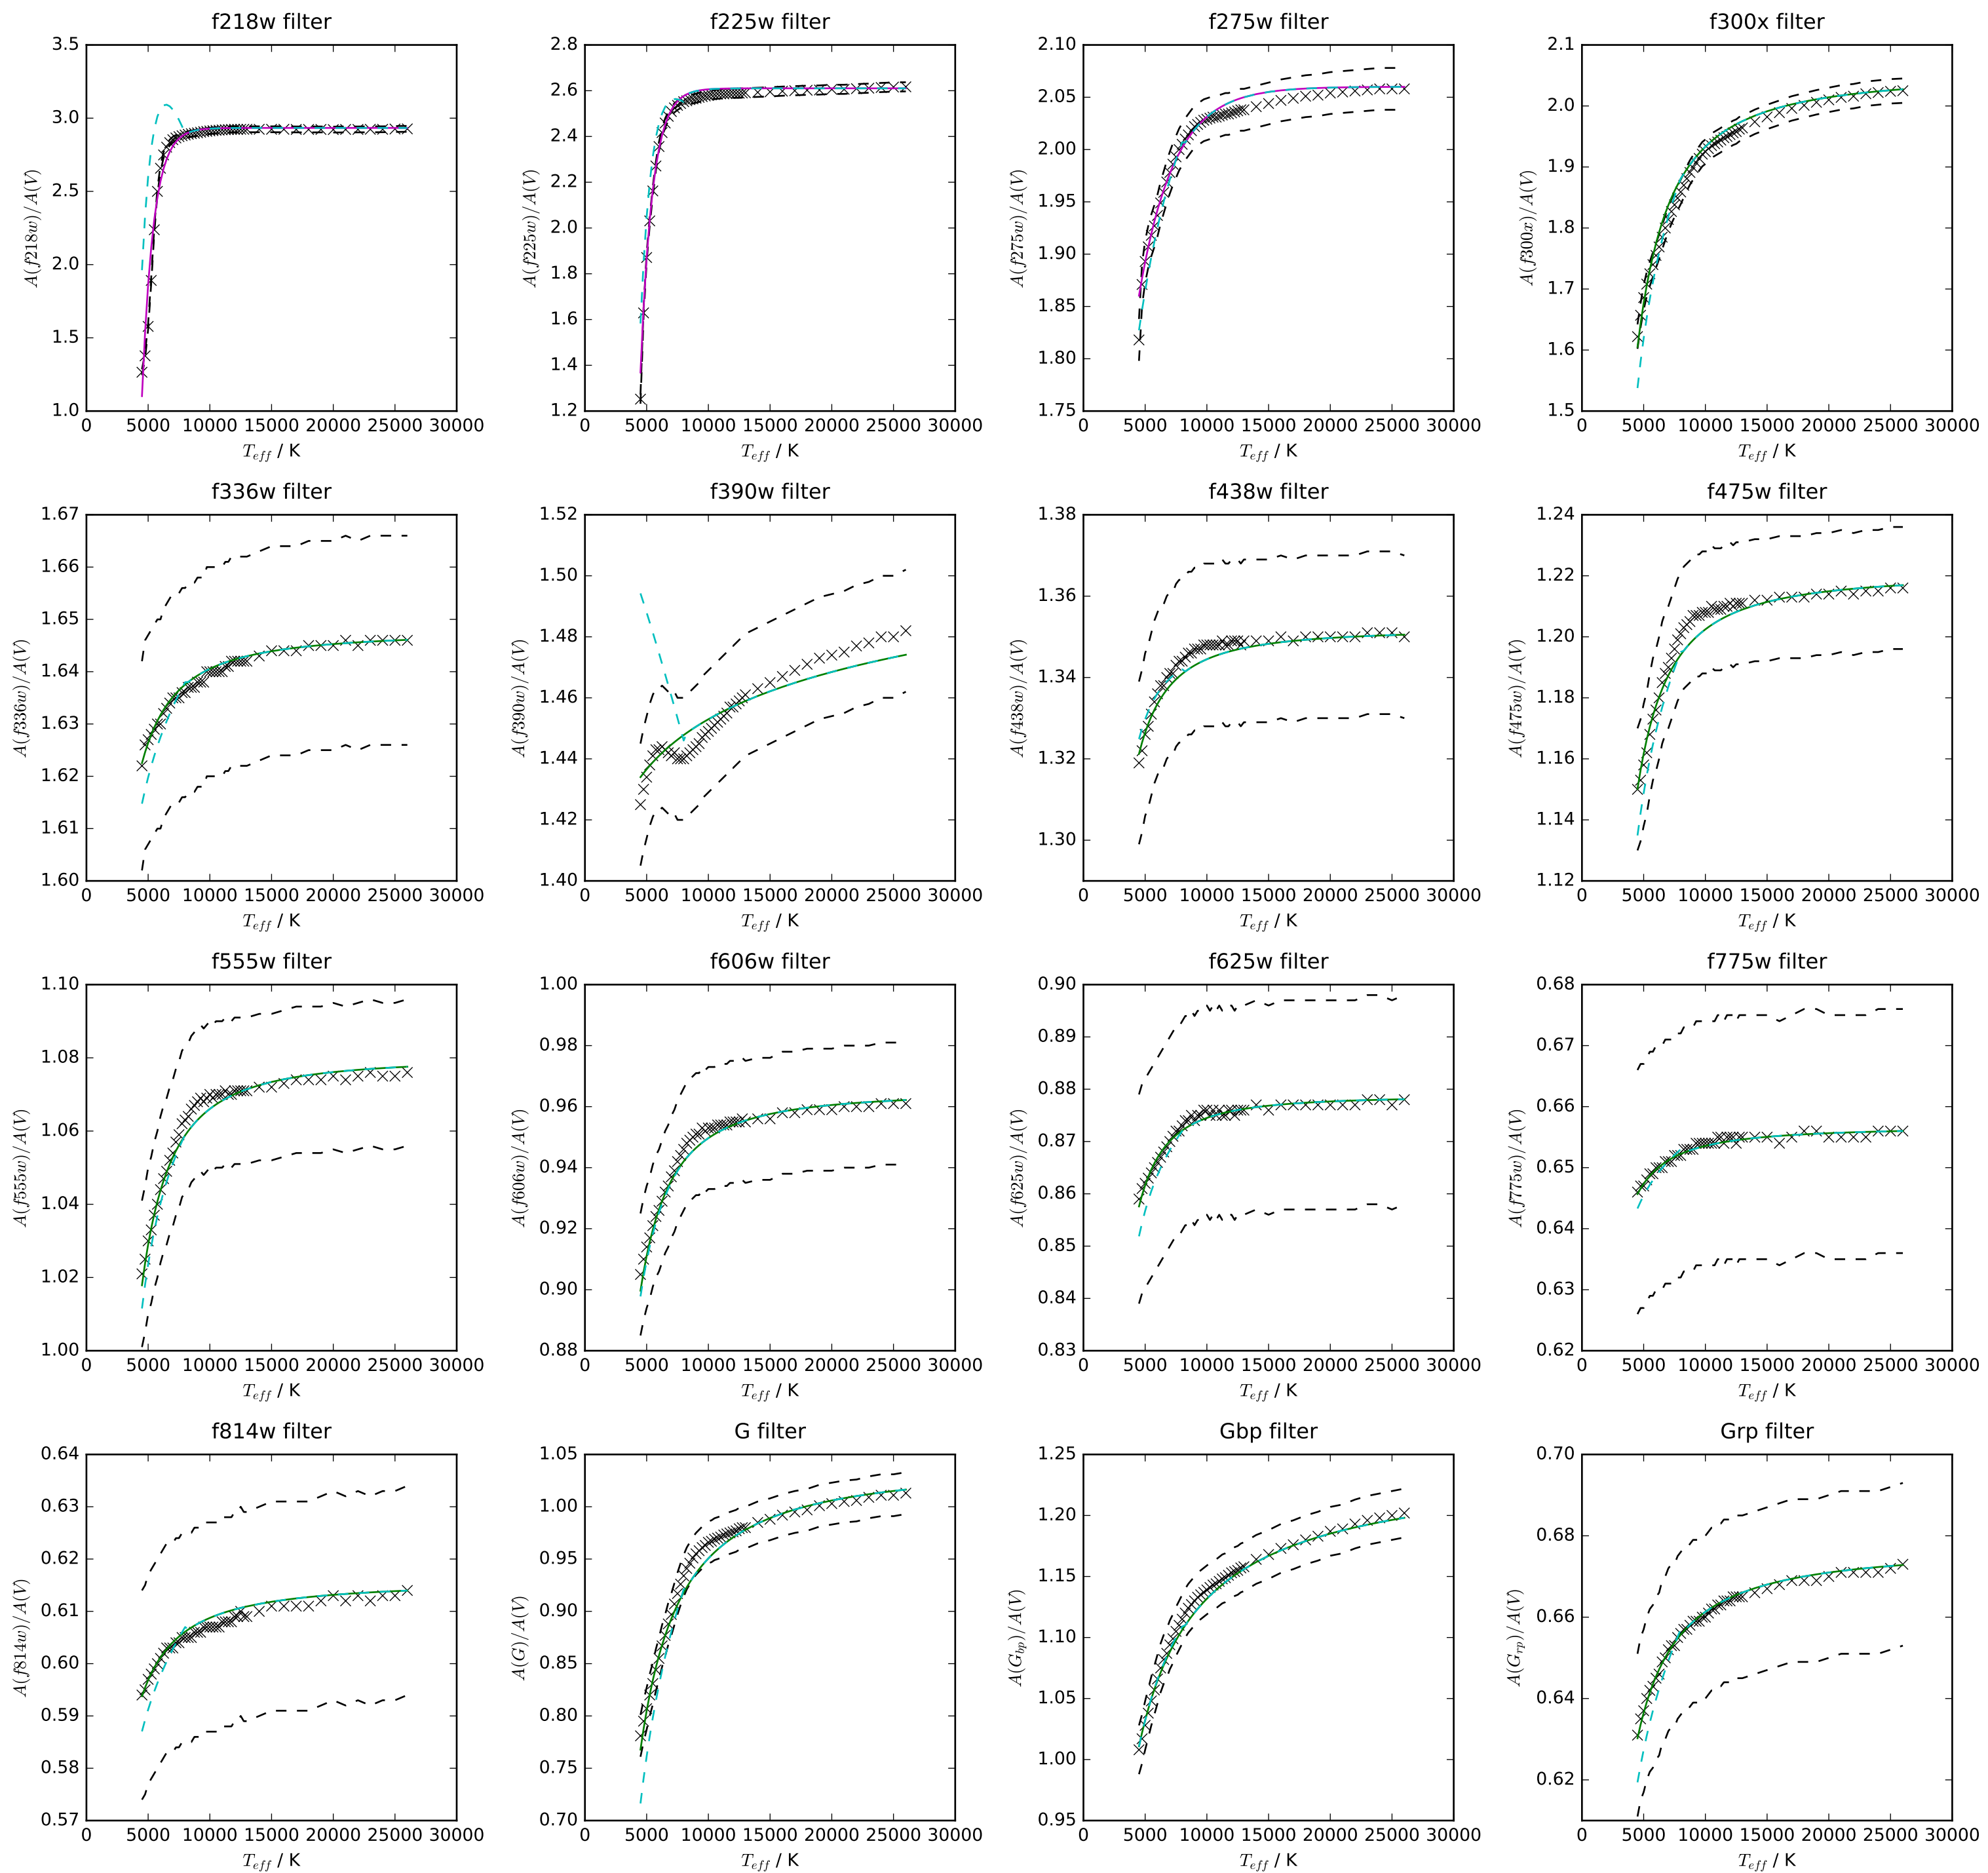 f218w filter
3.5
3.0
2.5
2.0
1.5
1.0
A(f218w)/A(V)
0 5000 10000 15000 20000 25000 30000
T_eff / K
f225w filter
2.8
2.6
2.4
2.2
2.0
1.8
1.6
1.4
1.2
A(f225w)/A(V)
0 5000 10000 15000 20000 25000 30000
T_eff / K
f275w filter
2.10
2.05
2.00
1.95
1.90
1.85
1.80
1.75
A(f275w)/A(V)
0 5000 10000 15000 20000 25000 30000
T_eff / K
f300x filter
2.1
2.0
1.9
1.8
1.7
1.6
1.5
A(f300x)/A(V)
0 5000 10000 15000 20000 25000 30000
T_eff / K
f336w filter
1.67
1.66
1.65
1.64
1.63
1.62
1.61
1.60
A(f336w)/A(V)
0 5000 10000 15000 20000 25000 30000
T_eff / K
f390w filter
1.52
1.50
1.48
1.46
1.44
1.42
1.40
A(f390w)/A(V)
0 5000 10000 15000 20000 25000 30000
T_eff / K
f438w filter
1.38
1.36
1.34
1.32
1.30
A(f438w)/A(V)
0 5000 10000 15000 20000 25000 30000
T_eff / K
f475w filter
1.24
1.22
1.20
1.18
1.16
1.14
1.12
A(f475w)/A(V)
0 5000 10000 15000 20000 25000 30000
T_eff / K
f555w filter
1.10
1.08
1.06
1.04
1.02
1.00
A(f555w)/A(V)
0 5000 10000 15000 20000 25000 30000
T_eff / K
f606w filter
1.00
0.98
0.96
0.94
0.92
0.90
0.88
A(f606w)/A(V)
0 5000 10000 15000 20000 25000 30000
T_eff / K
f625w filter
0.90
0.89
0.88
0.87
0.86
0.85
0.84
0.83
A(f625w)/A(V)
0 5000 10000 15000 20000 25000 30000
T_eff / K
f775w filter
0.68
0.67
0.66
0.65
0.64
0.63
0.62
A(f775w)/A(V)
0 5000 10000 15000 20000 25000 30000
T_eff / K
f814w filter
0.64
0.63
0.62
0.61
0.60
0.59
0.58
0.57
A(f814w)/A(V)
0 5000 10000 15000 20000 25000 30000
T_eff / K
G filter
1.05
1.00
0.95
0.90
0.85
0.80
0.75
0.70
A(G)/A(V)
0 5000 10000 15000 20000 25000 30000
T_eff / K
Gbp filter
1.25
1.20
1.15
1.10
1.05
1.00
0.95
A(G_bp)/A(V)
0 5000 10000 15000 20000 25000 30000
T_eff / K
Grp filter
0.70
0.68
0.66
0.64
0.62
A(G_rp)/A(V)
0 5000 10000 15000 20000 25000 30000
T_eff / K